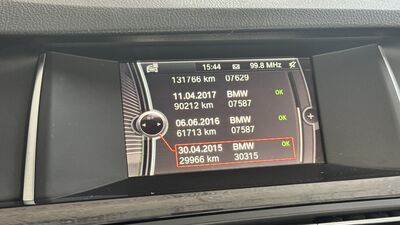 15:44 99.8 MHz
131766 km 07629
11.04.2017 BMW OK
90212 km 07587
06.06.2016 BMW OK
61713 km 07587
30.04.2015 BMW OK
29966 km 30315
+